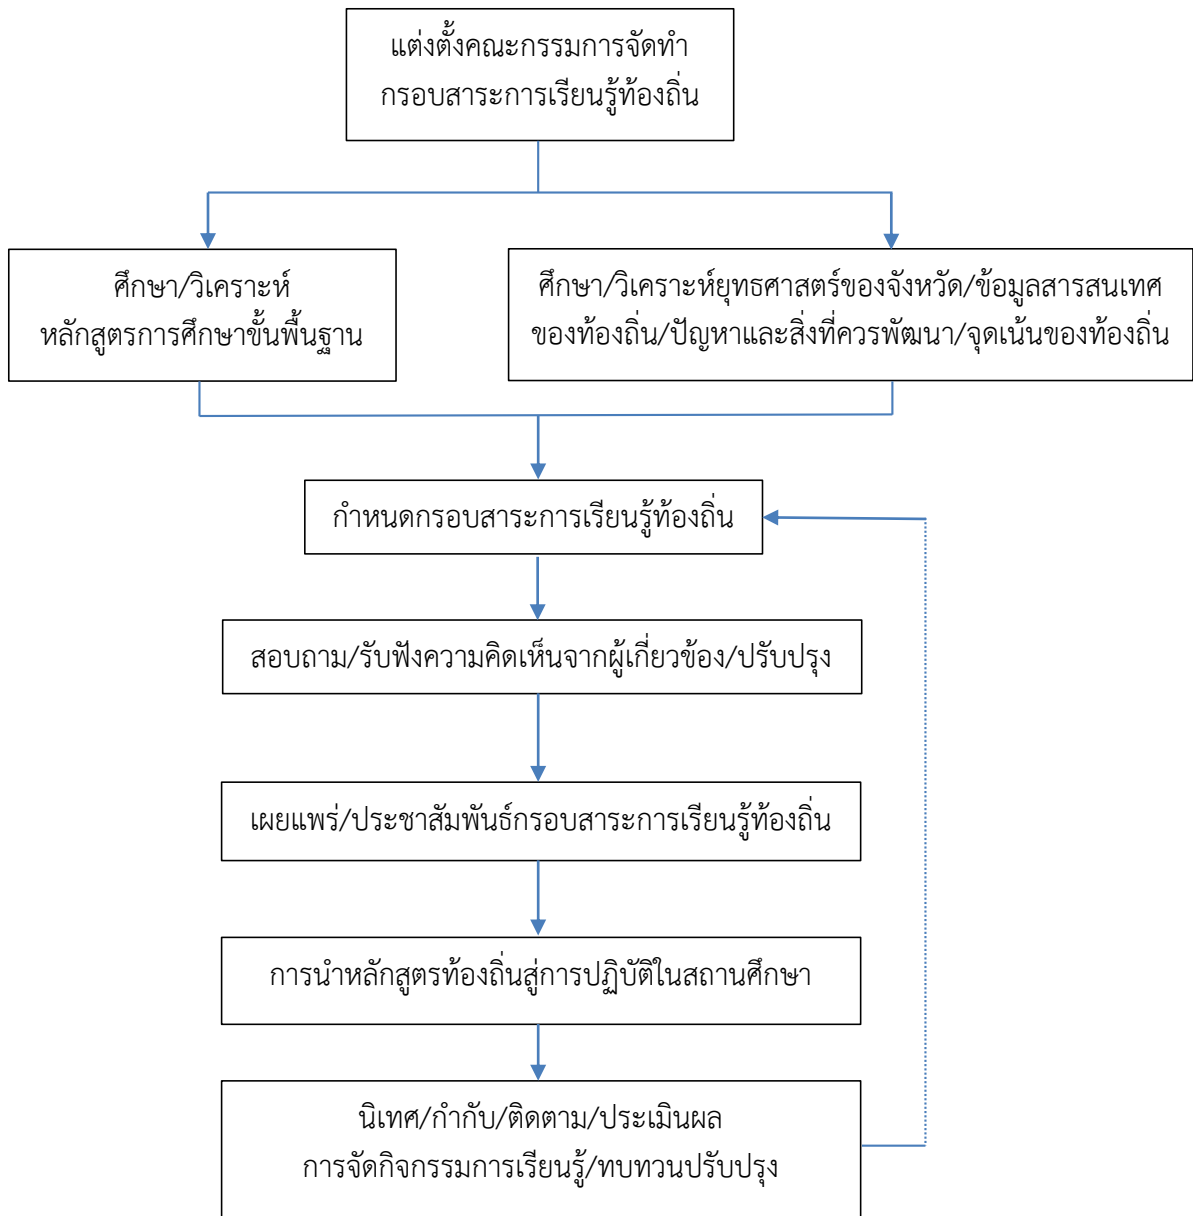 แต่งตั้งคณะกรรมการจัดทำ
กรอบสาระการเรียนรู้ท้องถิ่น
ศึกษา/วิเคราะห์
หลักสูตรการศึกษาขั้นพื้นฐาน
ศึกษา/วิเคราะห์ยุทธศาสตร์ของจังหวัด/ข้อมูลสารสนเทศ
ของท้องถิ่น/ปัญหาและสิ่งที่ควรพัฒนา/จุดเน้นของท้องถิ่น
กำหนดกรอบสาระการเรียนรู้ท้องถิ่น
สอบถาม/รับฟังความคิดเห็นจากผู้เกี่ยวข้อง/ปรับปรุง
เผยแพร่/ประชาสัมพันธ์กรอบสาระการเรียนรู้ท้องถิ่น
การนำหลักสูตรท้องถิ่นสู่การปฏิบัติในสถานศึกษา
นิเทศ/กำกับ/ติดตาม/ประเมินผล
การจัดกิจกรรมการเรียนรู้/ทบทวนปรับปรุง